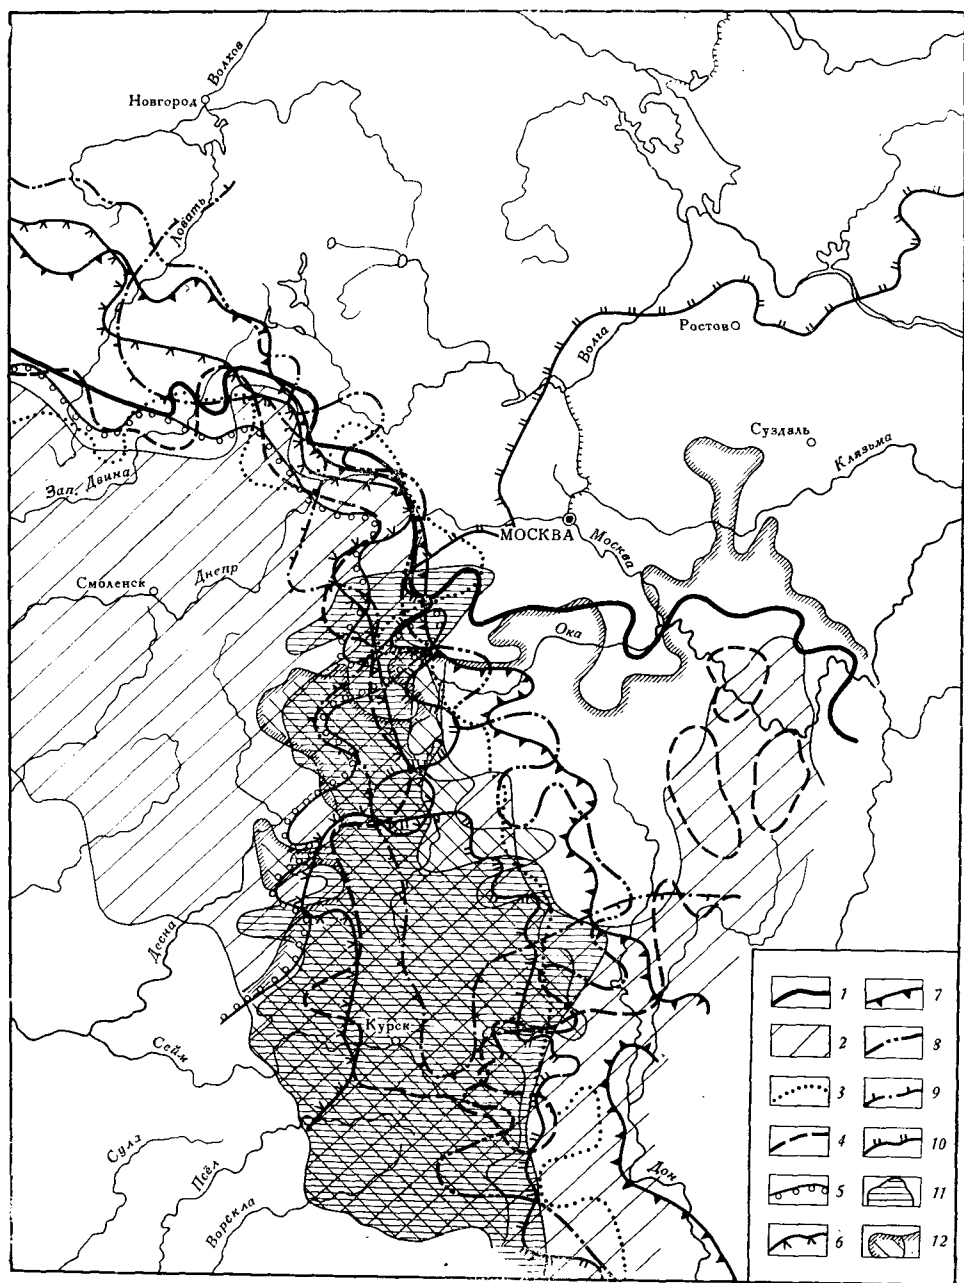 Волхов
Новгород
Ловать
Волга
Ростов
Суздаль
Клязьма
Зап. Двина
МОСКВА
Москва
Смоленск
Днепр
Ока
Десна
Курск
Сейм
Сулэ
Псёл
Ворскла
Дон
1 7
2 8
3 9
4 10
5 11
6 12